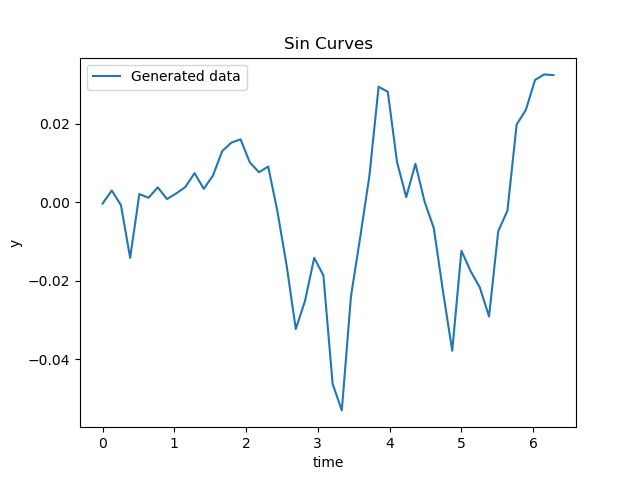 Sin Curves
Generated data
0.02
0.00
−0.02
−0.04
y
0 1 2 3 4 5 6
time